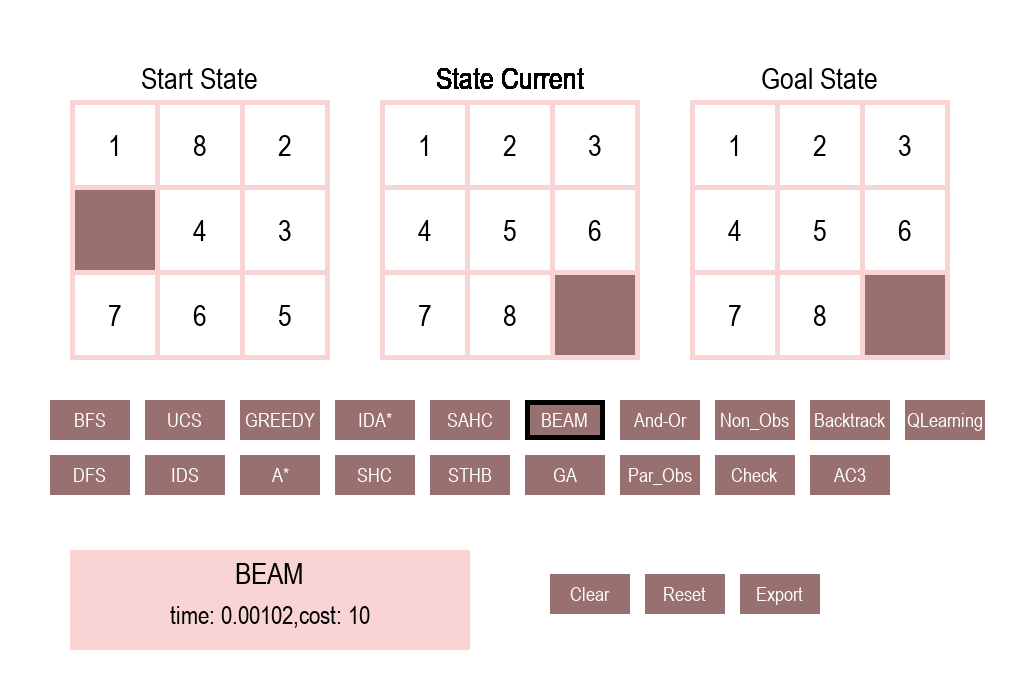 Start State State Current Goal State
1 8 2 1 2 3 1 2 3
4 3 4 5 6 4 5 6
7 6 5 7 8 7 8
BFS UCS GREEDY IDA* SAHC BEAM And-Or Non_Obs Backtrack QLearning
DFS IDS A* SHC STHB GA Par_Obs Check AC3
BEAM
time: 0.00102,cost: 10
Clear Reset Export